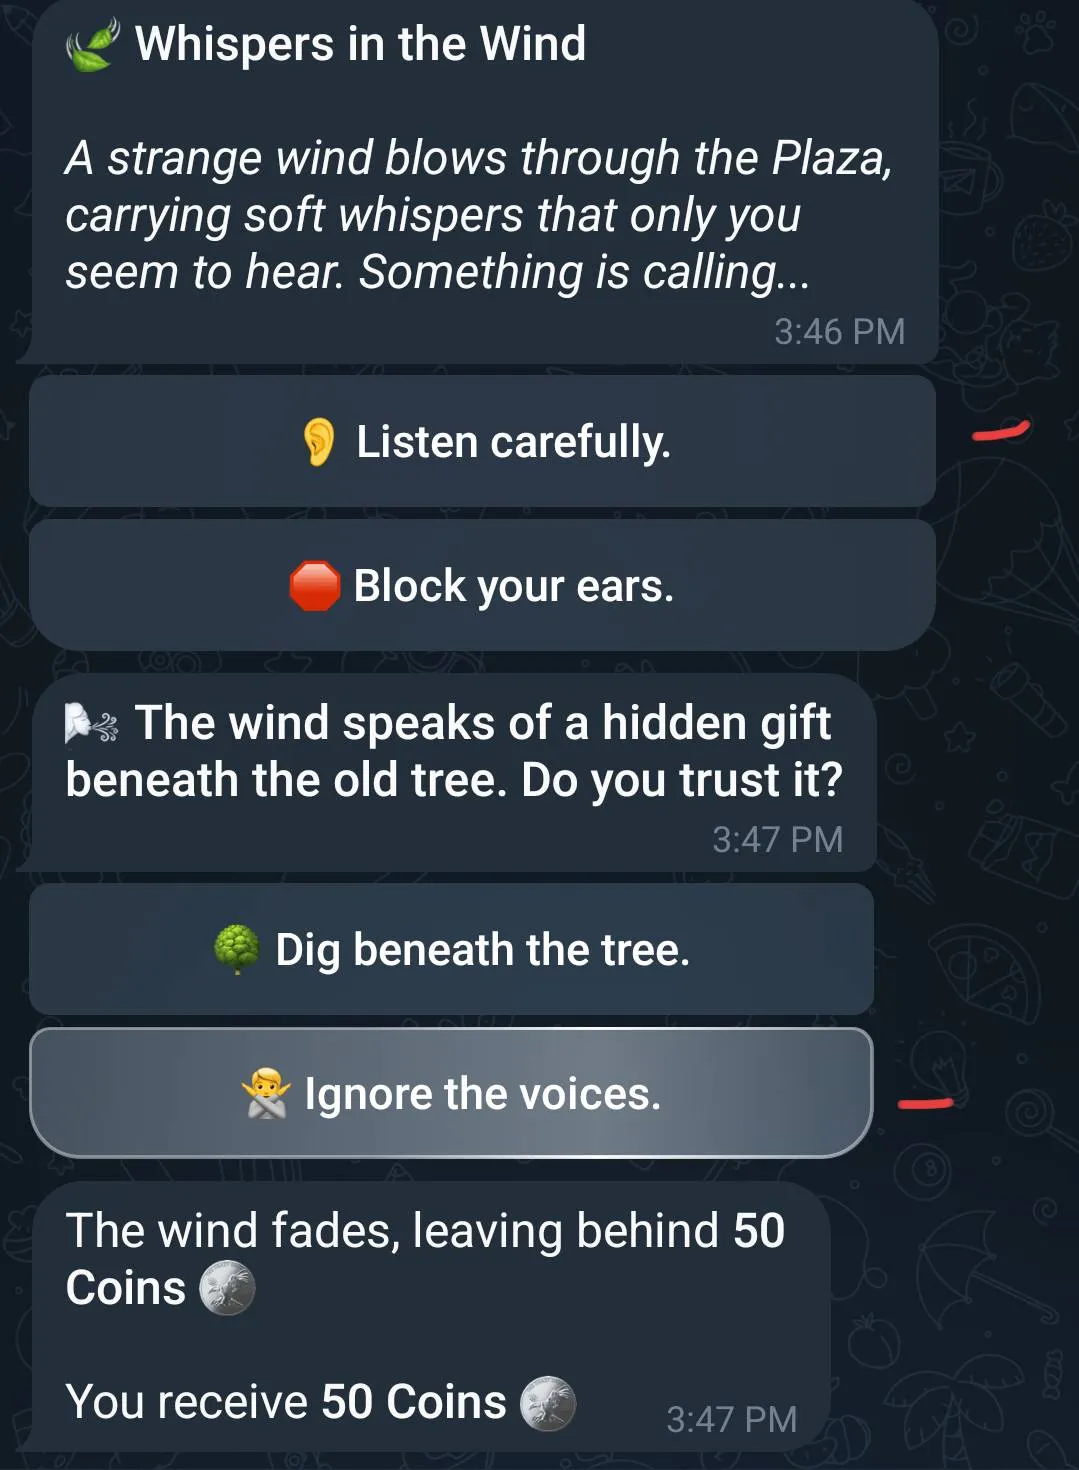 🍃 Whispers in the Wind
A strange wind blows through the Plaza,
carrying soft whispers that only you
seem to hear. Something is calling...
3:46 PM
👂 Listen carefully.
🛑 Block your ears.
🌬 The wind speaks of a hidden gift
beneath the old tree. Do you trust it?
3:47 PM
🌳 Dig beneath the tree.
🙅‍♂️ Ignore the voices.
The wind fades, leaving behind 50
Coins 🪙
You receive 50 Coins 🪙
3:47 PM